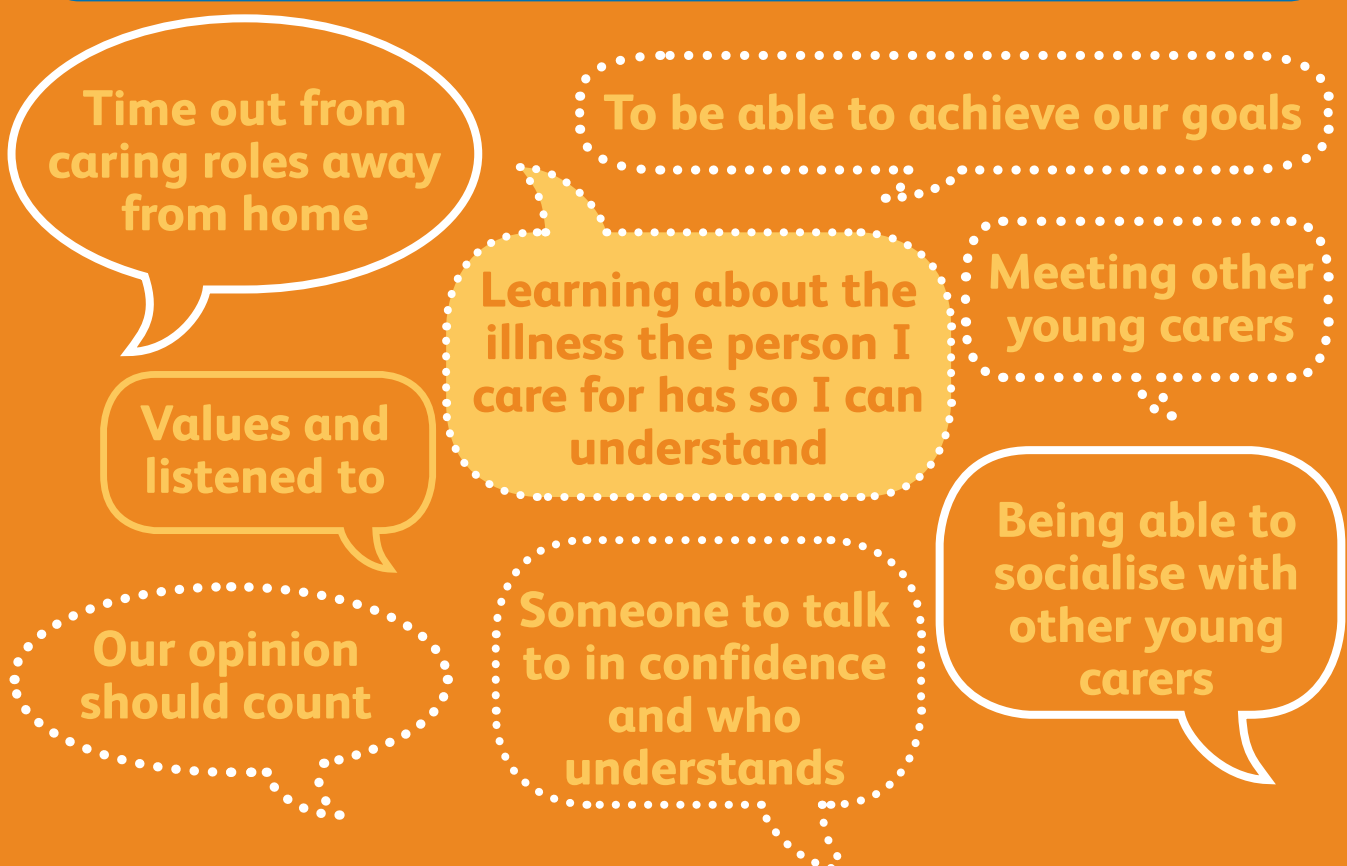 Time out from
caring roles away
from home
To be able to achieve our goals
Learning about the
illness the person I
care for has so I can
understand
Meeting other
young carers
Values and
listened to
Being able to
socialise with
other young
carers
Our opinion
should count
Someone to talk
to in confidence
and who
understands